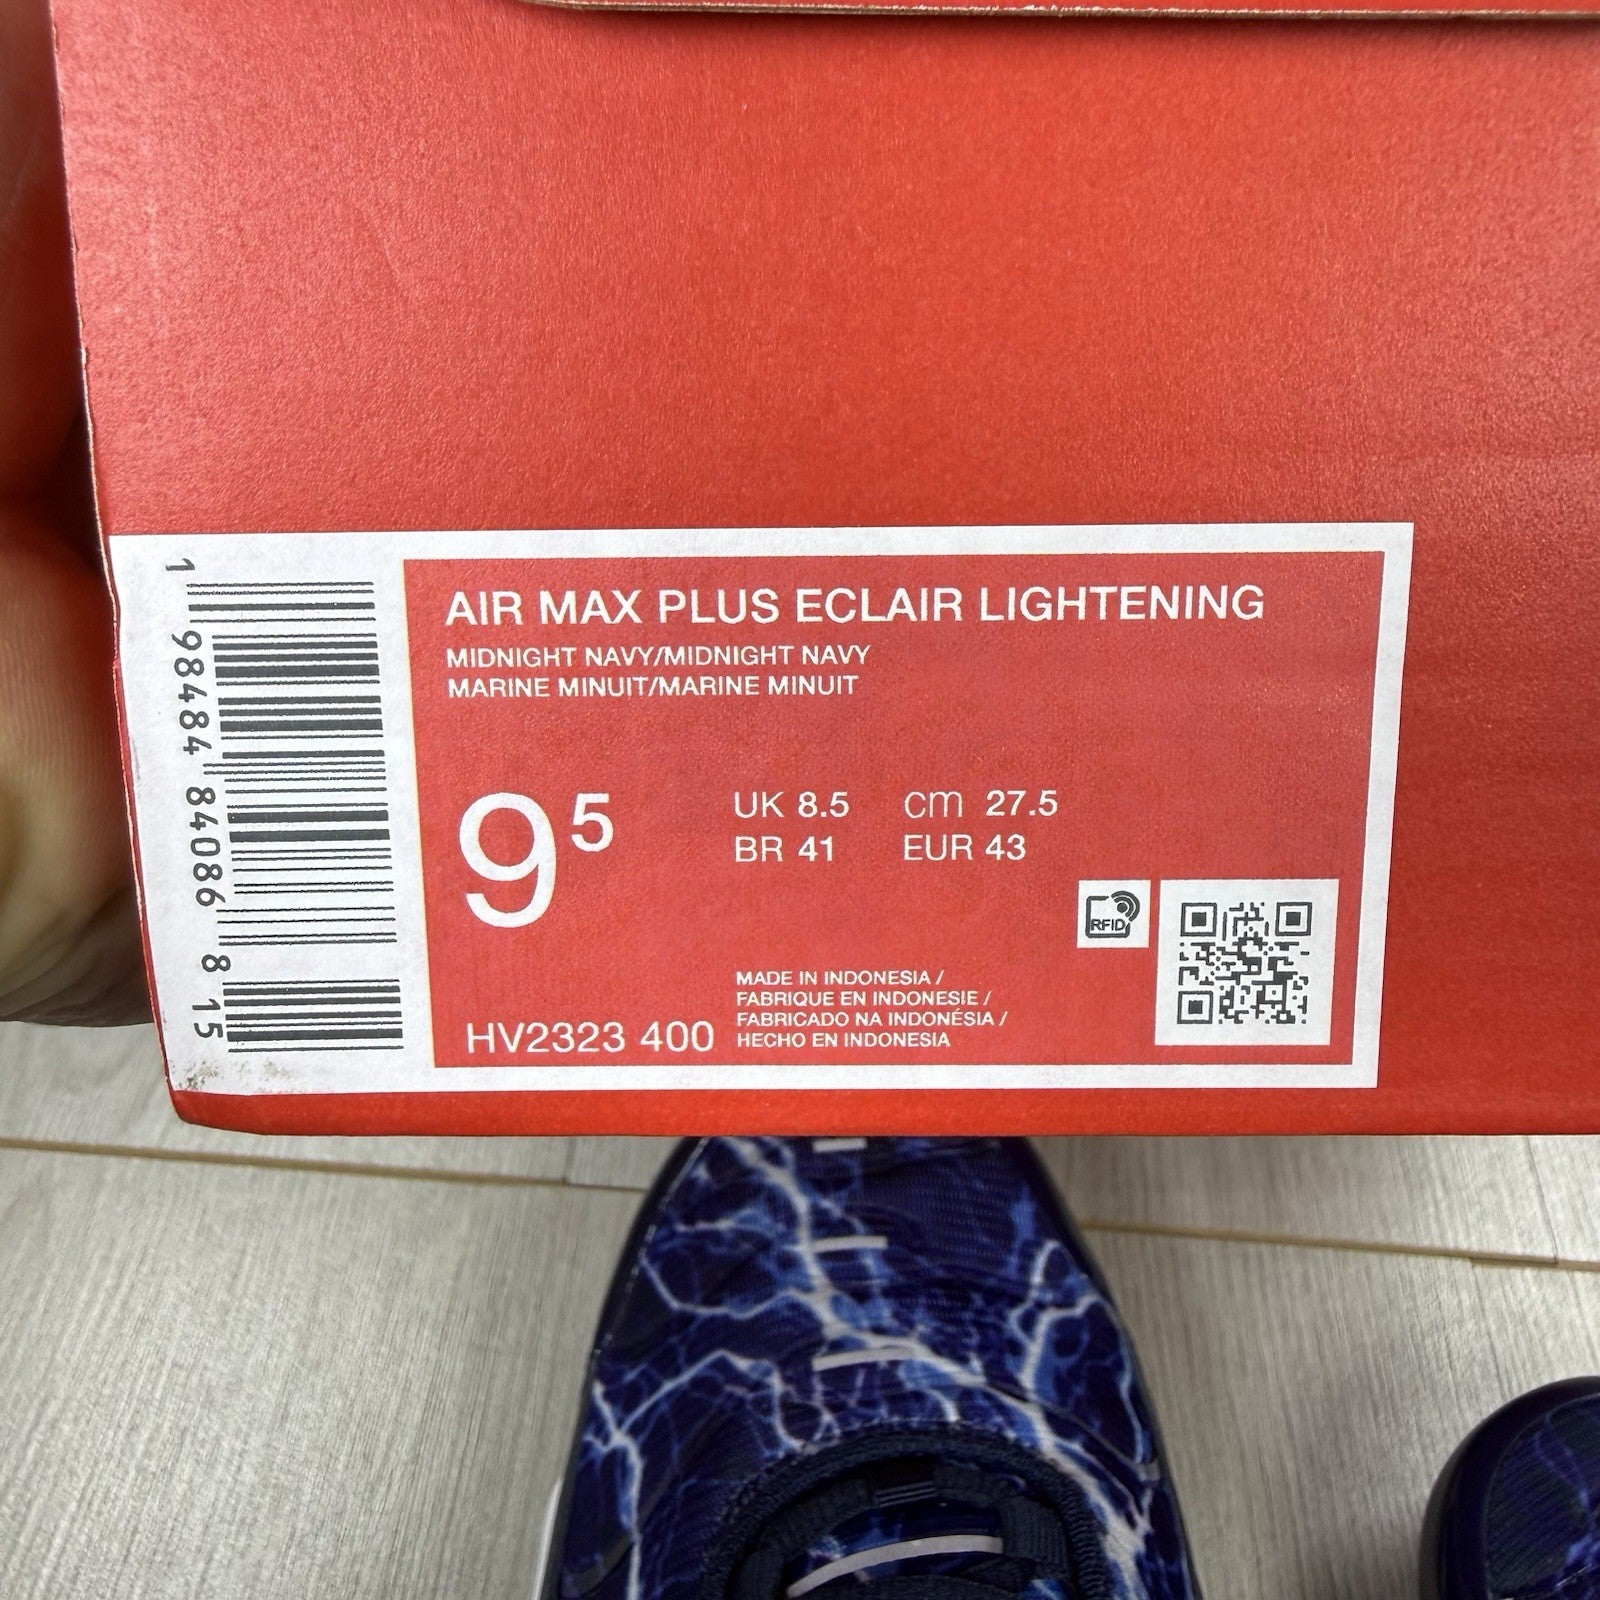 AIR MAX PLUS ECLAIR LIGHTENING
MIDNIGHT NAVY/MIDNIGHT NAVY
MARINE MINUIT/MARINE MINUIT
9⁵
UK 8.5 cm 27.5
BR 41 EUR 43
RFID
MADE IN INDONESIA /
FABRIQUE EN INDONESIE /
FABRICADO NA INDONÉSIA /
HECHO EN INDONESIA
HV2323 400
1 98484 84086 8 15